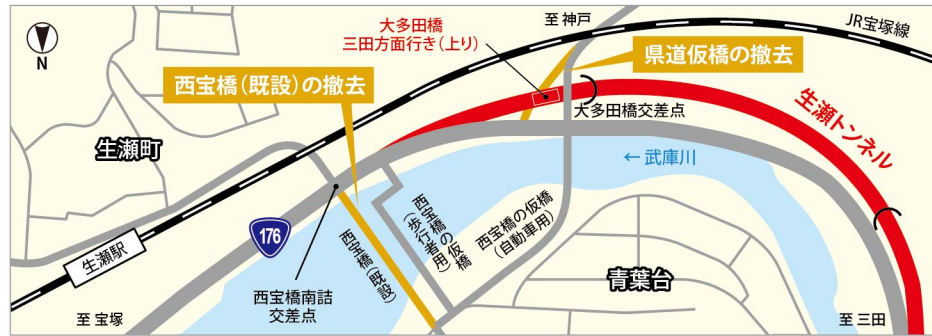 N
大多田橋
三田方面行き(上り)
至 神戸
JR宝塚線
西宝橋(既設)の撤去
県道仮橋の撤去
大多田橋交差点
生瀬トンネル
生瀬町
← 武庫川
176
生瀬駅
西宝橋の仮橋
(歩行者用)
西宝橋の仮橋
(自動車用)
西宝橋(既設)
青葉台
西宝橋南詰
交差点
至 宝塚
至 三田